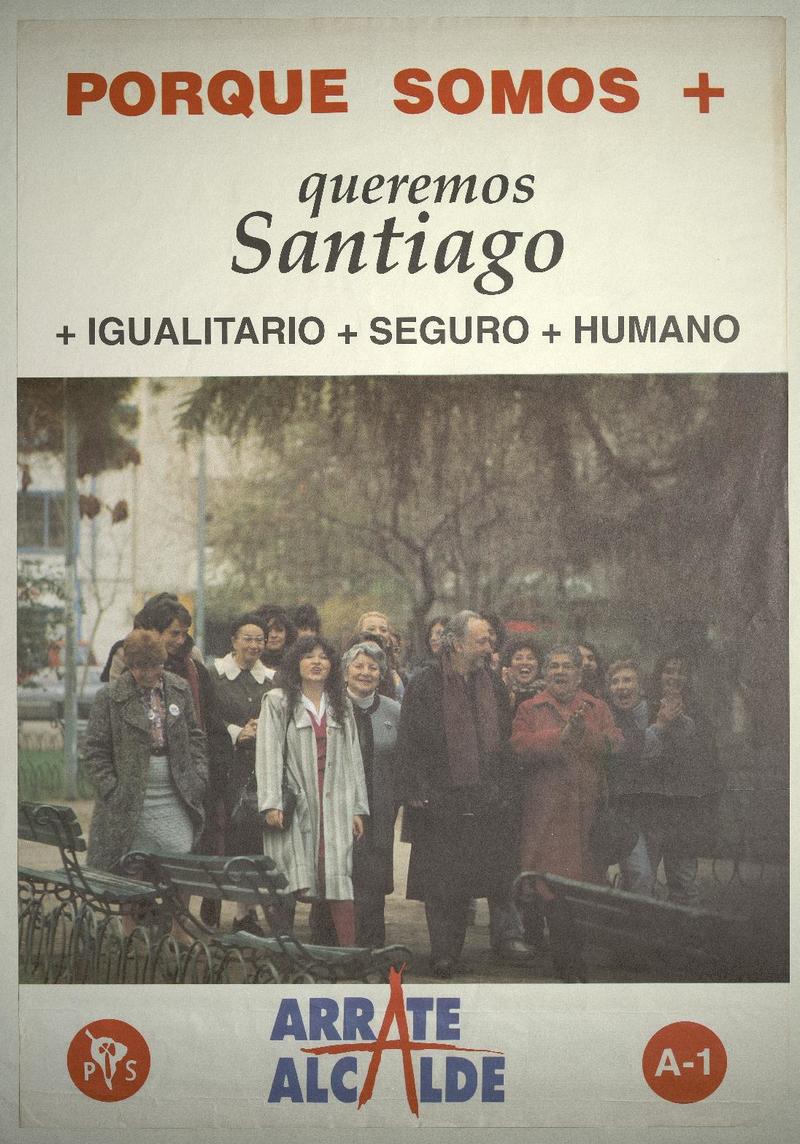 PORQUE SOMOS +
queremos
Santiago
+ IGUALITARIO + SEGURO + HUMANO
ARRATE
ALCALDE
PS
A-1